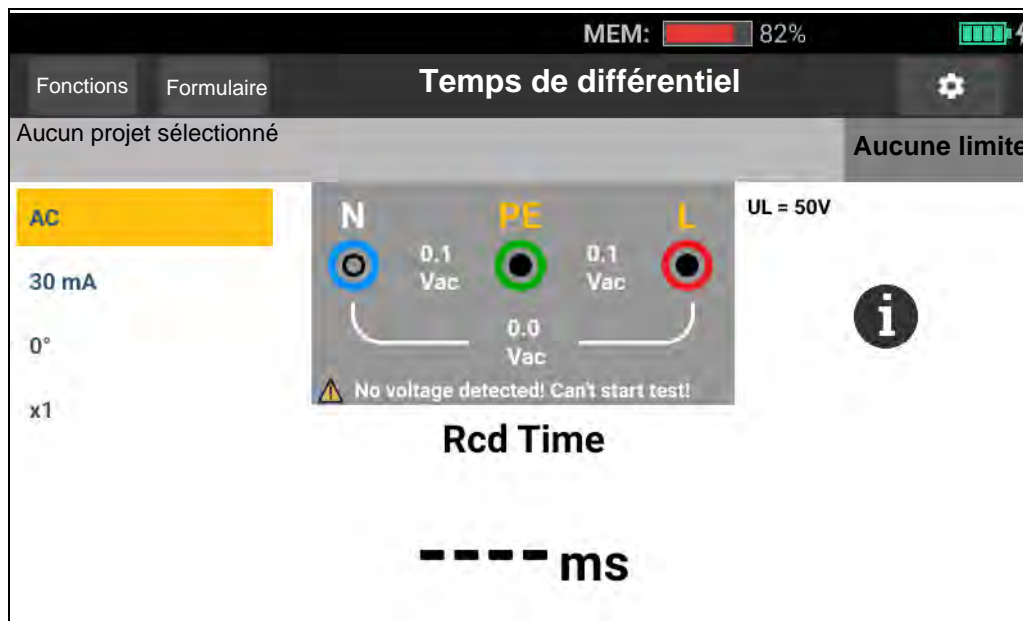 MEM: 82%
Fonctions Formulaire Temps de différentiel
Aucun projet sélectionné Aucune limite
AC
30 mA
0°
x1
N PE L
0.1 Vac
0.1 Vac
0.0 Vac
No voltage detected! Can't start test!
UL = 50V
i
Rcd Time
----ms